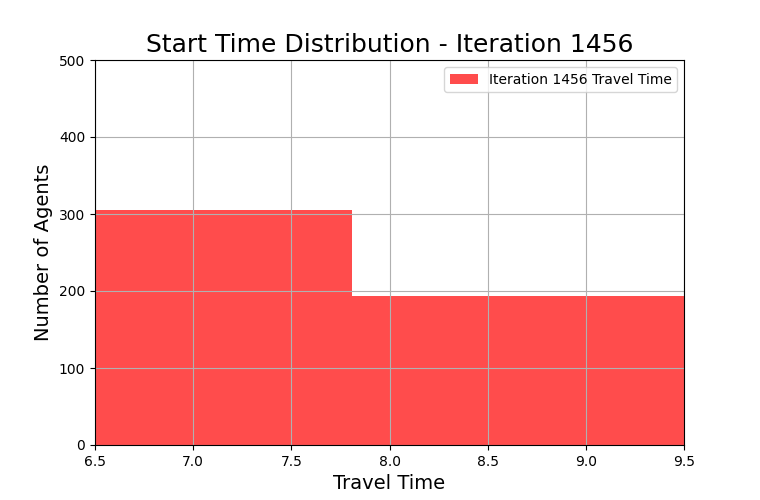 Start Time Distribution - Iteration 1456
Iteration 1456 Travel Time
Number of Agents
500
400
300
200
100
0
6.5 7.0 7.5 8.0 8.5 9.0 9.5
Travel Time